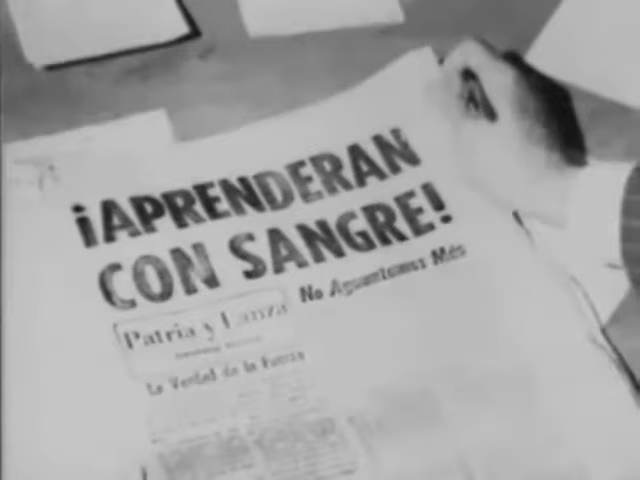 ¡APRENDERAN
CON SANGRE!
No Aguantamos Más
Patria y Lanza
La Verdad de la Fuerza